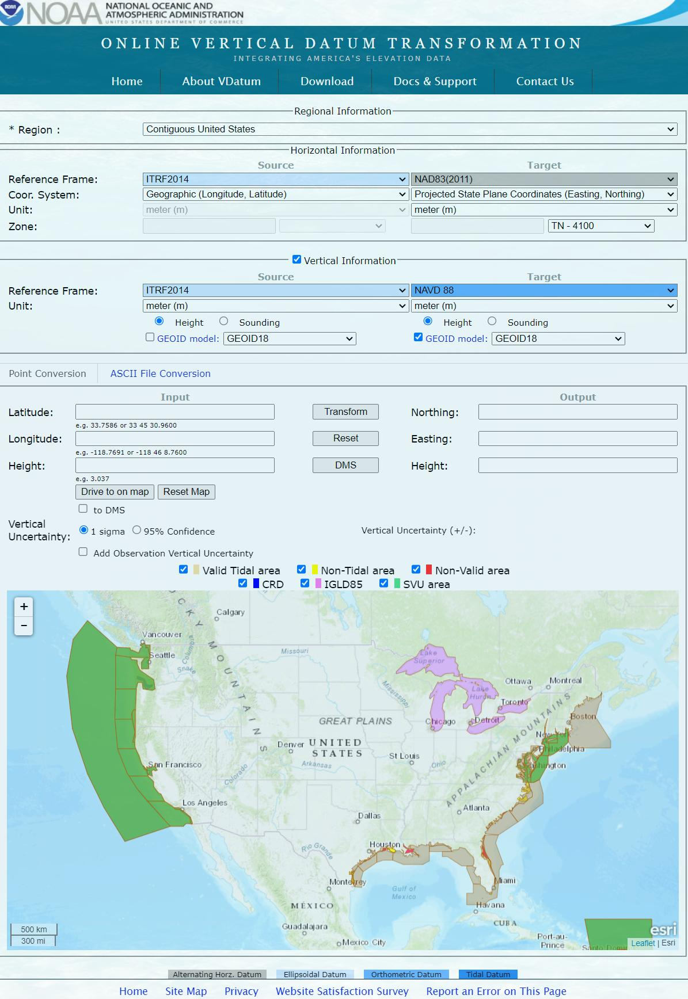 NOAA
NOAA
NATIONAL OCEANIC AND
ATMOSPHERIC ADMINISTRATION
UNITED STATES DEPARTMENT OF COMMERCE
ONLINE VERTICAL DATUM TRANSFORMATION
INTEGRATING AMERICA'S ELEVATION DATA
Home About VDatum Download Docs & Support Contact Us
Regional Information
* Region : Contiguous United States
Horizontal Information
Source Target
Reference Frame: ITRF2014 NAD83(2011)
Coor. System: Geographic (Longitude, Latitude) Projected State Plane Coordinates (Easting, Northing)
Unit: meter (m) meter (m)
Zone: TN - 4100
Vertical Information
Source Target
Reference Frame: ITRF2014 NAVD 88
Unit: meter (m) meter (m)
Height Sounding Height Sounding
GEOID model: GEOID18 GEOID model: GEOID18
Point Conversion ASCII File Conversion
Input Output
Latitude: Transform Northing:
e.g. 33.7586 or 33 45 30.9600
Longitude: Reset Easting:
e.g. -118.7691 or -118 46 8.7600
Height: DMS Height:
e.g. 3.037
Drive to on map Reset Map
to DMS
Vertical
Uncertainty: 1 sigma 95% Confidence Vertical Uncertainty (+/-):
Add Observation Vertical Uncertainty
Valid Tidal area Non-Tidal area Non-Valid area
CRD IGLD85 SVU area
+
−
OCKY MOUNTAINS
Calgary
Vancouver
Seattle
Columbia
Snake
Missouri
Mississippi
Lake
Superior
Lake
Huron
Ottawa
Montreal
Toronto
Chicago
Detroit
Boston
New York
Philadelphia
Washington
APPALACHIAN MOUNTAINS
GREAT PLAINS
UNITED
STATES
Denver
St Louis
Ohio
Arkansas
Colorado
San Francisco
Los Angeles
Atlanta
Dallas
Houston
Rio Grande
Monterrey
Miami
Gulf of
Mexico
MÉXICO
Havana
CUBA
Guadalajara
Mexico City
Port-au-
Prince
Santo Domin
500 km
300 mi
esri
Leaflet | Esri
Alternating Horz. Datum Ellipsoidal Datum Orthometric Datum Tidal Datum
Home Site Map Privacy Website Satisfaction Survey Report an Error on This Page